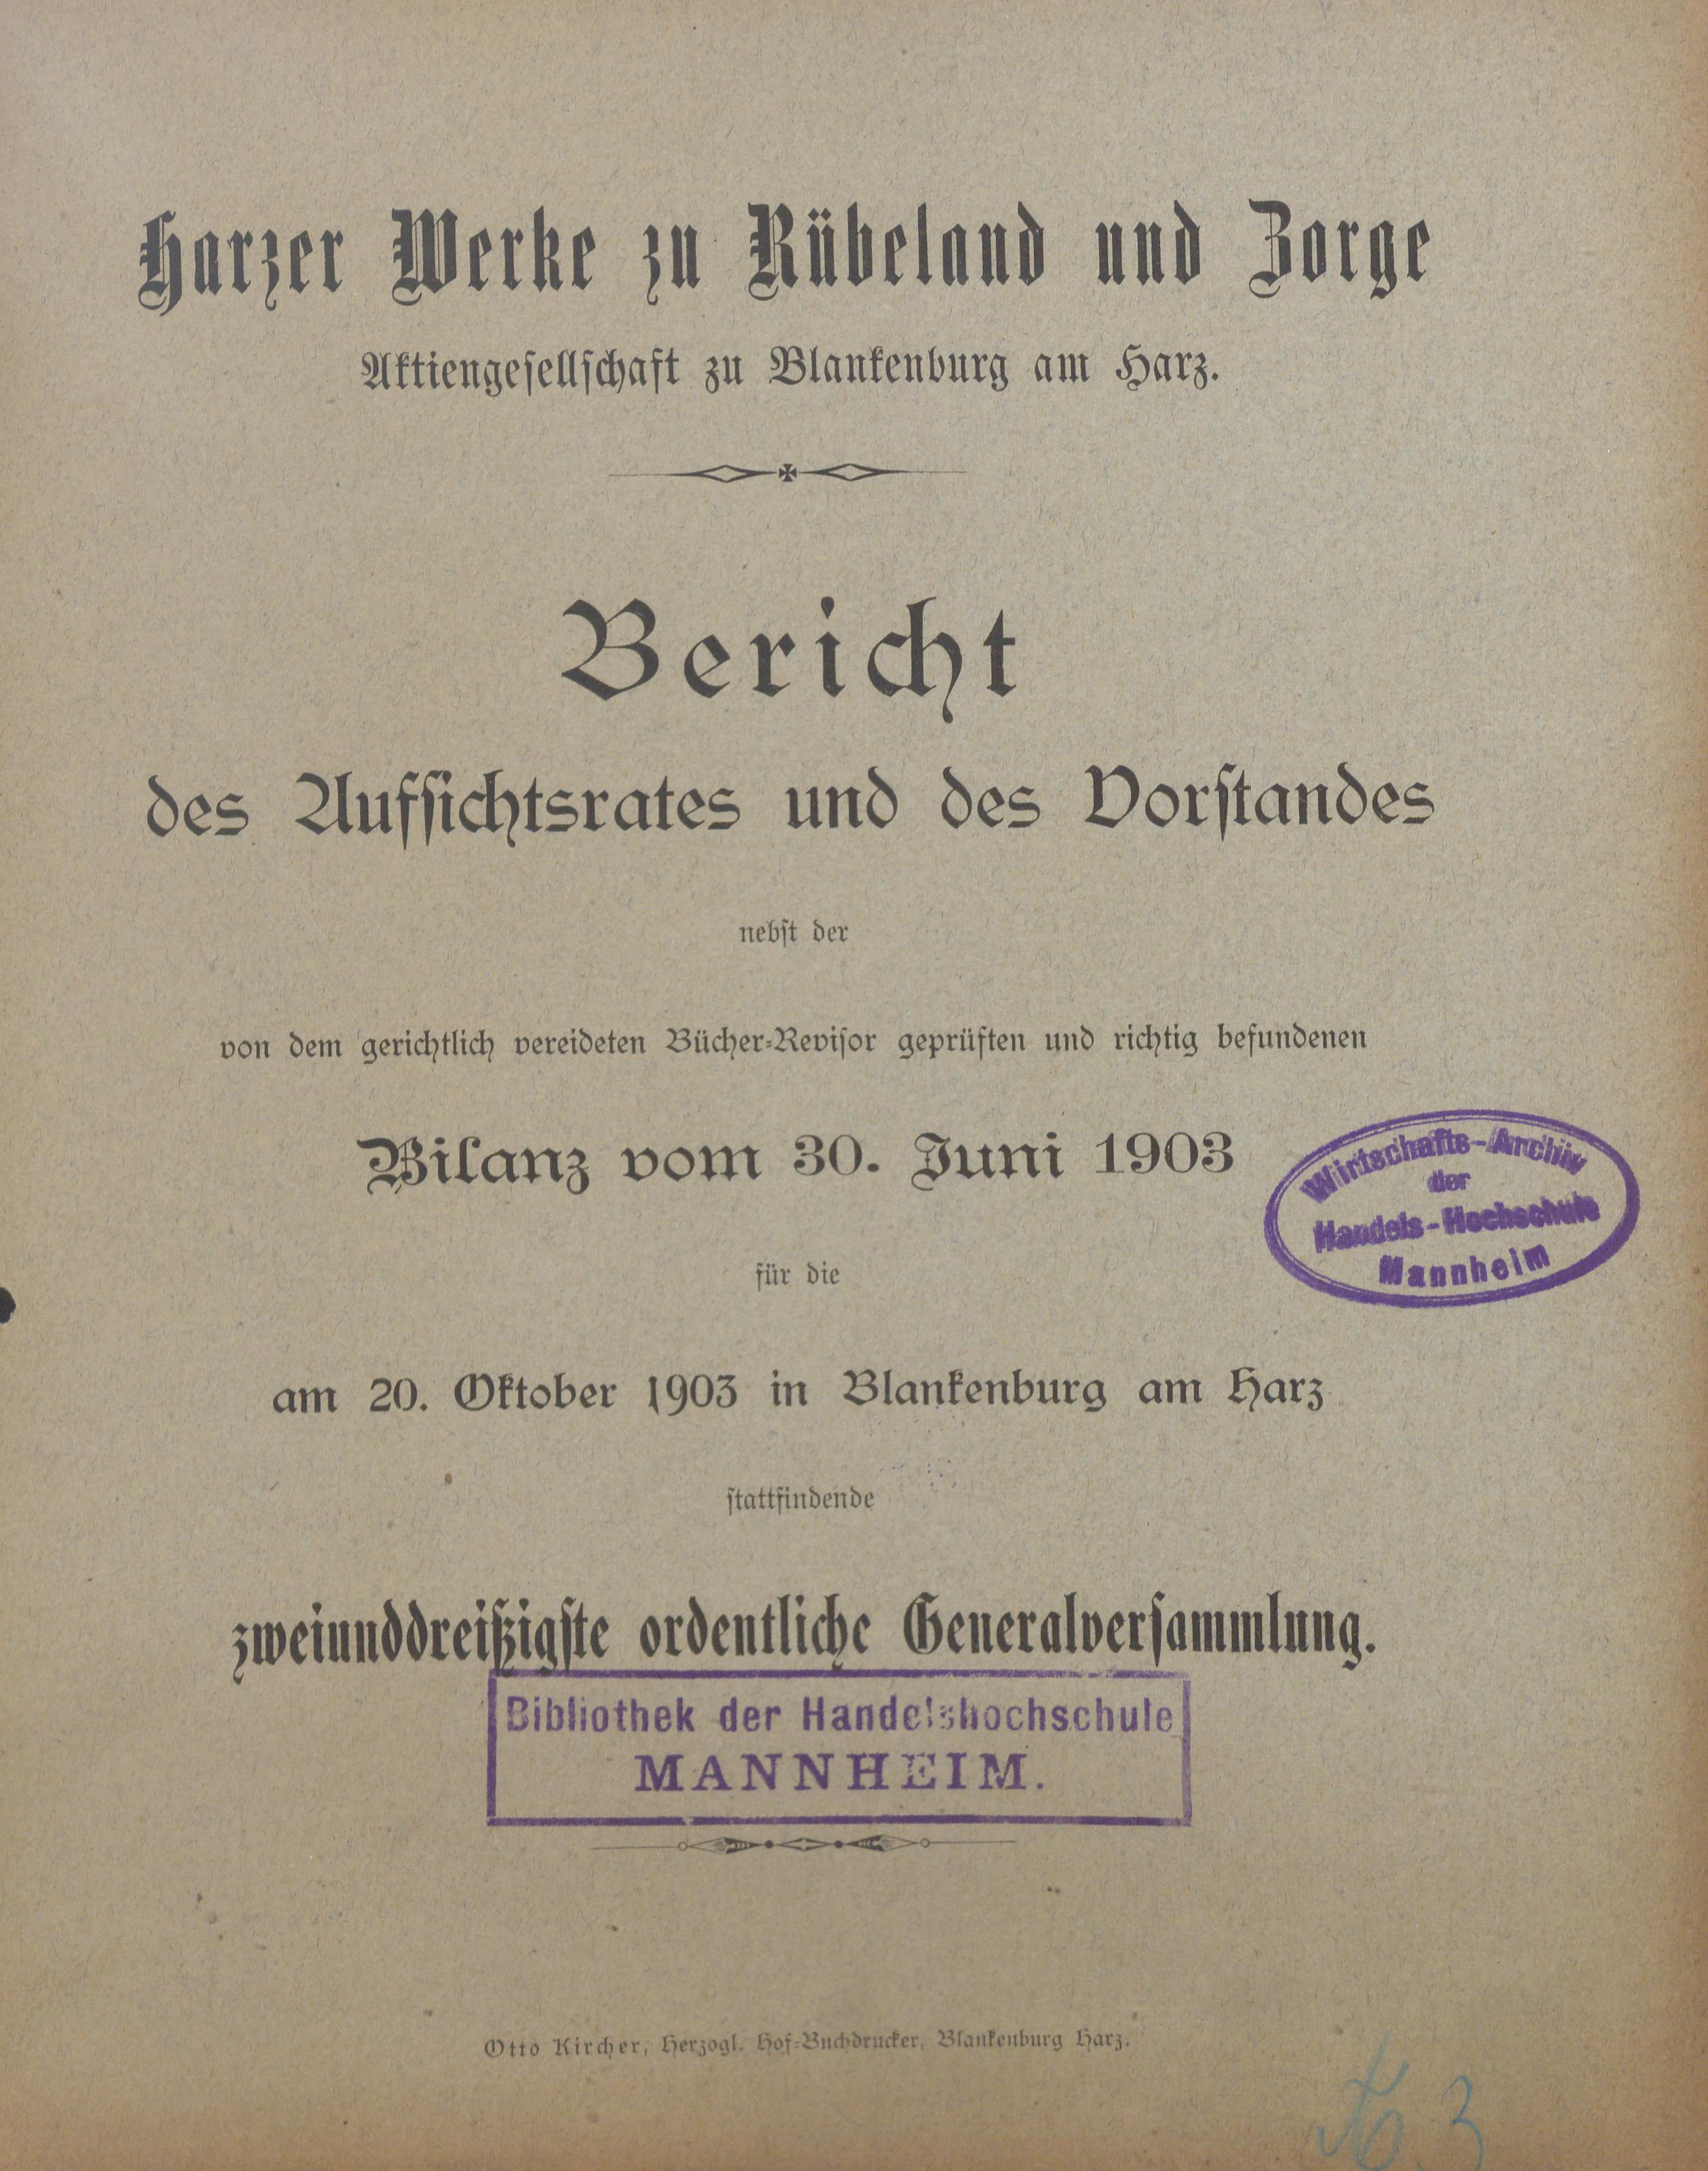 Harzer Werke zu Rübeland und Zorge
Aktiengesellschaft zu Blankenburg am Harz.
Bericht
des Aufsichtsrates und des Vorstandes
nebst der
von dem gerichtlich vereideten Bücher-Revisor geprüften und richtig befundenen
Bilanz vom 30. Juni 1903
Wirtschafts-Archiv
der
Handels-Hochschule
Mannheim
für die
am 20. Oktober 1903 in Blankenburg am Harz
stattfindende
zweiunddreißigste ordentliche Generalversammlung.
Bibliothek der Handelshochschule
MANNHEIM.
Otto Kircher, Herzogl. Hof-Buchdrucker, Blankenburg Harz.
3